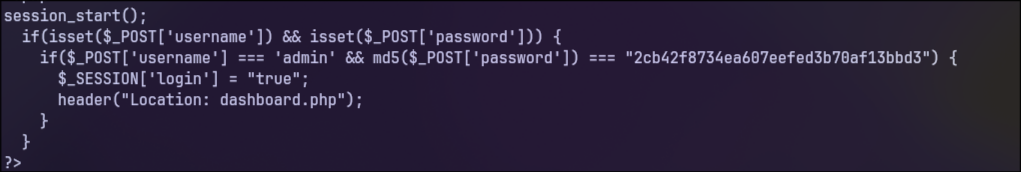 session_start();
  if(isset($_POST['username']) && isset($_POST['password'])) {
    if($_POST['username'] === 'admin' && md5($_POST['password']) === "2cb42f8734ea607eefed3b70af13bbd3") {
      $_SESSION['login'] = "true";
      header("Location: dashboard.php");
    }
  }
?>